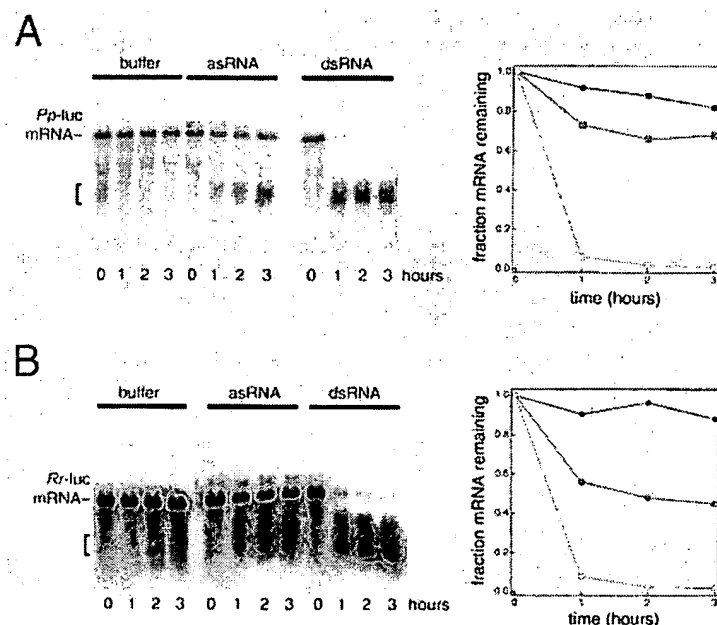 A
buffer asRNA dsRNA
Pp-luc
mRNA-
[
0 1 2 3 0 1 2 3 0 1 2 3 hours
fraction mRNA remaining
1.0
0.8
0.6
0.4
0.2
0.0
0 1 2 3
time (hours)
B
buffer asRNA dsRNA
Rr-luc
mRNA-
[
0 1 2 3 0 1 2 3 0 1 2 3 hours
fraction mRNA remaining
1.0
0.8
0.6
0.4
0.2
0.0
0 1 2 3
time (hours)